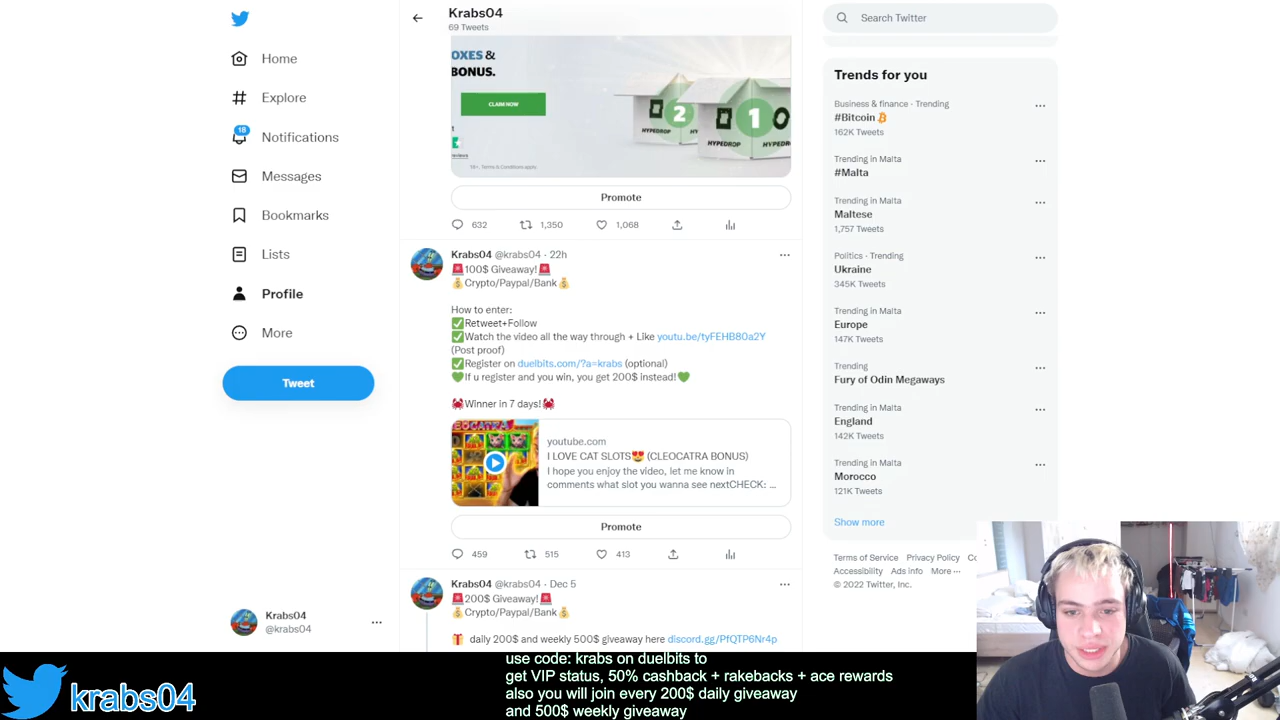 Home
Explore
18
Notifications
Messages
Bookmarks
Lists
Profile
More
Tweet
Krabs04
@krabs04
Krabs04
69 Tweets
OXES &
BONUS.
CLAIM NOW
2
1
HYPEDROP
HYPEDROP
HYPED
18+, Terms & Conditions apply.
Promote
632
1,350
1,068
Krabs04 @krabs04 · 22h
🚨100$ Giveaway!🚨
💰Crypto/Paypal/Bank💰
How to enter:
✅Retweet+Follow
✅Watch the video all the way through + Like youtu.be/tyFEHB80a2Y
(Post proof)
✅Register on duelbits.com/?a=krabs (optional)
💚If u register and you win, you get 200$ instead!💚
🦀Winner in 7 days!🦀
youtube.com
I LOVE CAT SLOTS😍 (CLEOCATRA BONUS)
I hope you enjoy the video, let me know in
comments what slot you wanna see nextCHECK: ...
Promote
459
515
413
Krabs04 @krabs04 · Dec 5
🚨200$ Giveaway!🚨
💰Crypto/Paypal/Bank💰
🎁 daily 200$ and weekly 500$ giveaway here discord.gg/PfQTP6Nr4p
Search Twitter
Trends for you
Business & finance · Trending
#Bitcoin
162K Tweets
Trending in Malta
#Malta
Trending in Malta
Maltese
1,757 Tweets
Politics · Trending
Ukraine
345K Tweets
Trending in Malta
Europe
147K Tweets
Trending
Fury of Odin Megaways
Trending in Malta
England
142K Tweets
Trending in Malta
Morocco
121K Tweets
Show more
Terms of Service Privacy Policy
Accessibility Ads info More ···
© 2022 Twitter, Inc.
krabs04
use code: krabs on duelbits to
get VIP status, 50% cashback + rakebacks + ace rewards
also you will join every 200$ daily giveaway
and 500$ weekly giveaway